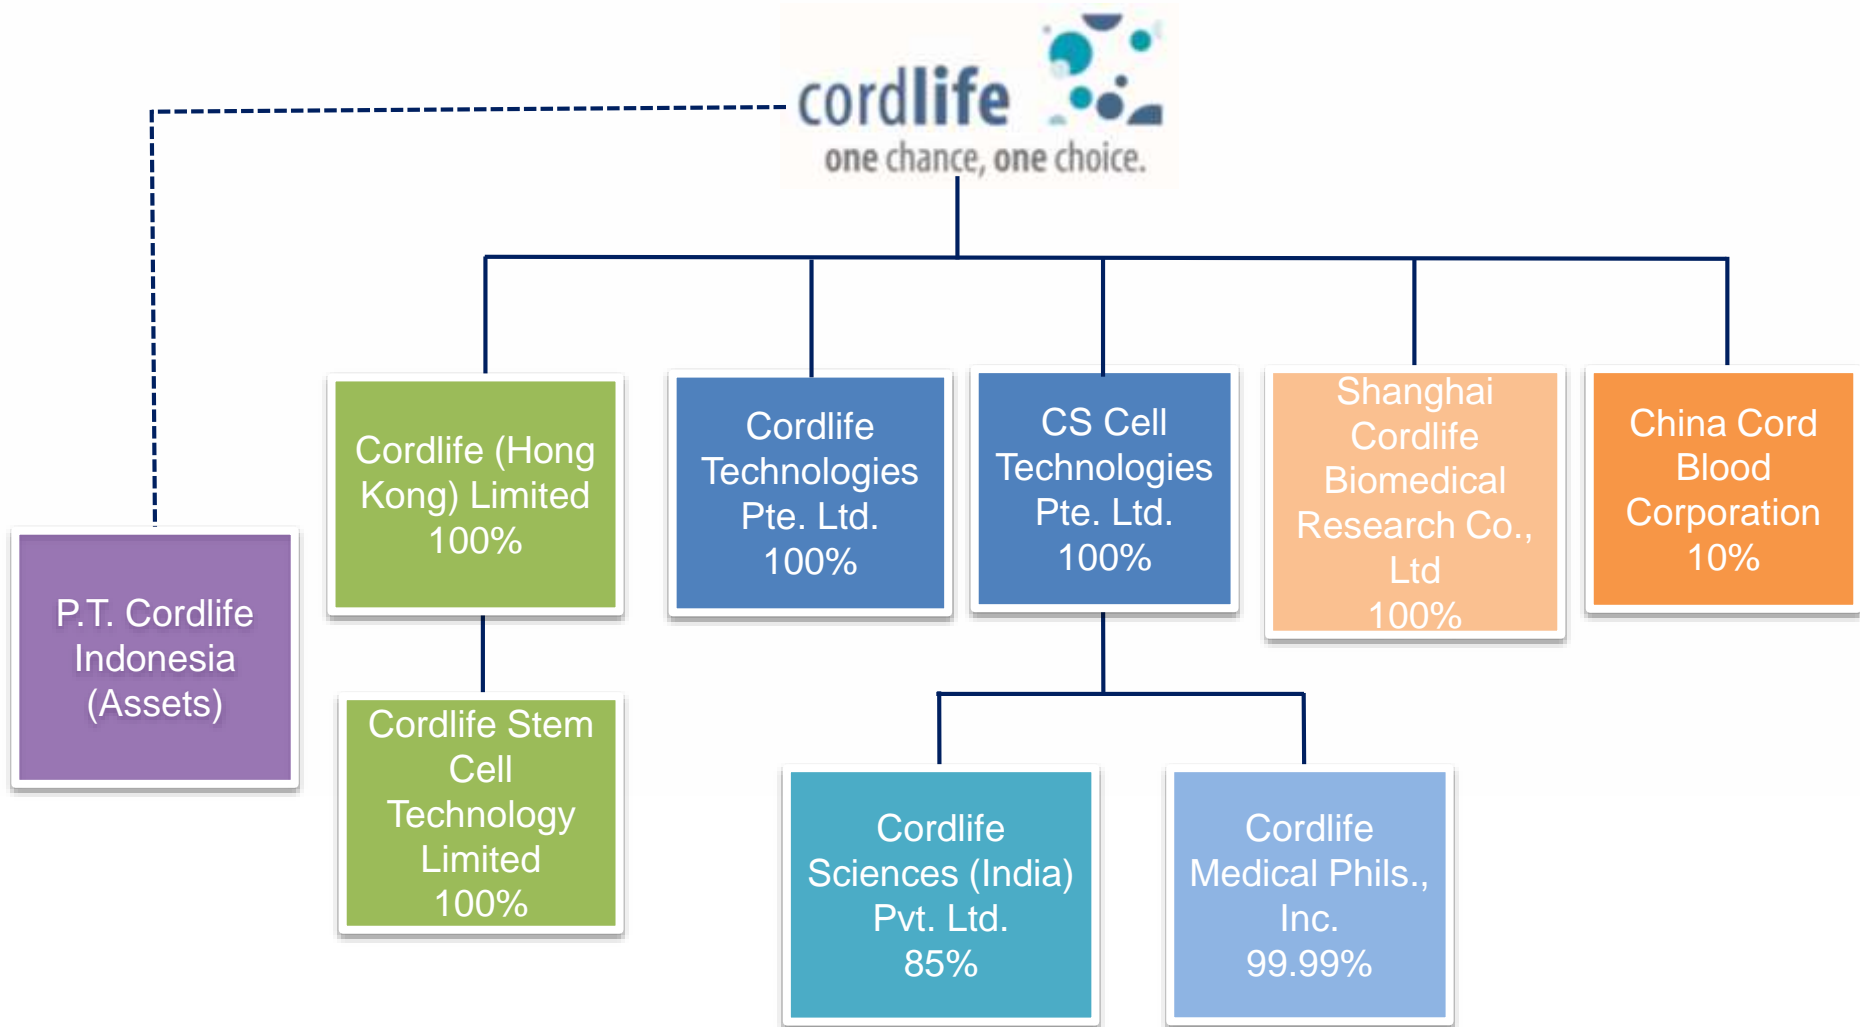 cordlife
one chance, one choice.
Cordlife (Hong
Kong) Limited
100%
Cordlife
Technologies
Pte. Ltd.
100%
CS Cell
Technologies
Pte. Ltd.
100%
Shanghai
Cordlife
Biomedical
Research Co.,
Ltd
100%
China Cord
Blood
Corporation
10%
P.T. Cordlife
Indonesia
(Assets)
Cordlife Stem
Cell
Technology
Limited
100%
Cordlife
Sciences (India)
Pvt. Ltd.
85%
Cordlife
Medical Phils.,
Inc.
99.99%